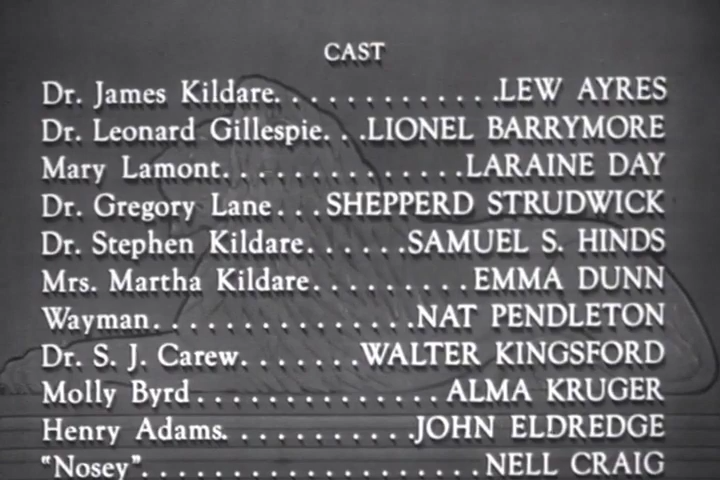 CAST
Dr. James Kildare. . . . . . . . . . . . .LEW AYRES
Dr. Leonard Gillespie. . .LIONEL BARRYMORE
Mary Lamont. . . . . . . . . . . . . .LARAINE DAY
Dr. Gregory Lane. . . SHEPPERD STRUDWICK
Dr. Stephen Kildare. . . . . . SAMUEL S. HINDS
Mrs. Martha Kildare. . . . . . . . . EMMA DUNN
Wayman. . . . . . . . . . . . . . . NAT PENDLETON
Dr. S. J. Carew. . . . . . . WALTER KINGSFORD
Molly Byrd . . . . . . . . . . . . . . ALMA KRUGER
Henry Adams. . . . . . . . . . .JOHN ELDREDGE
"Nosey". . . . . . . . . . . . . . . . . . . . NELL CRAIG